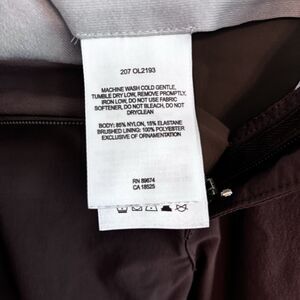 207 OL2193
MACHINE WASH COLD GENTLE,
TUMBLE DRY LOW, REMOVE PROMPTLY,
IRON LOW, DO NOT USE FABRIC
SOFTENER, DO NOT BLEACH, DO NOT
DRYCLEAN
BODY: 85% NYLON, 15% ELASTANE
BRUSHED LINING: 100% POLYESTER
EXCLUSIVE OF ORNAMENTATION
RN 89674
CA 18525